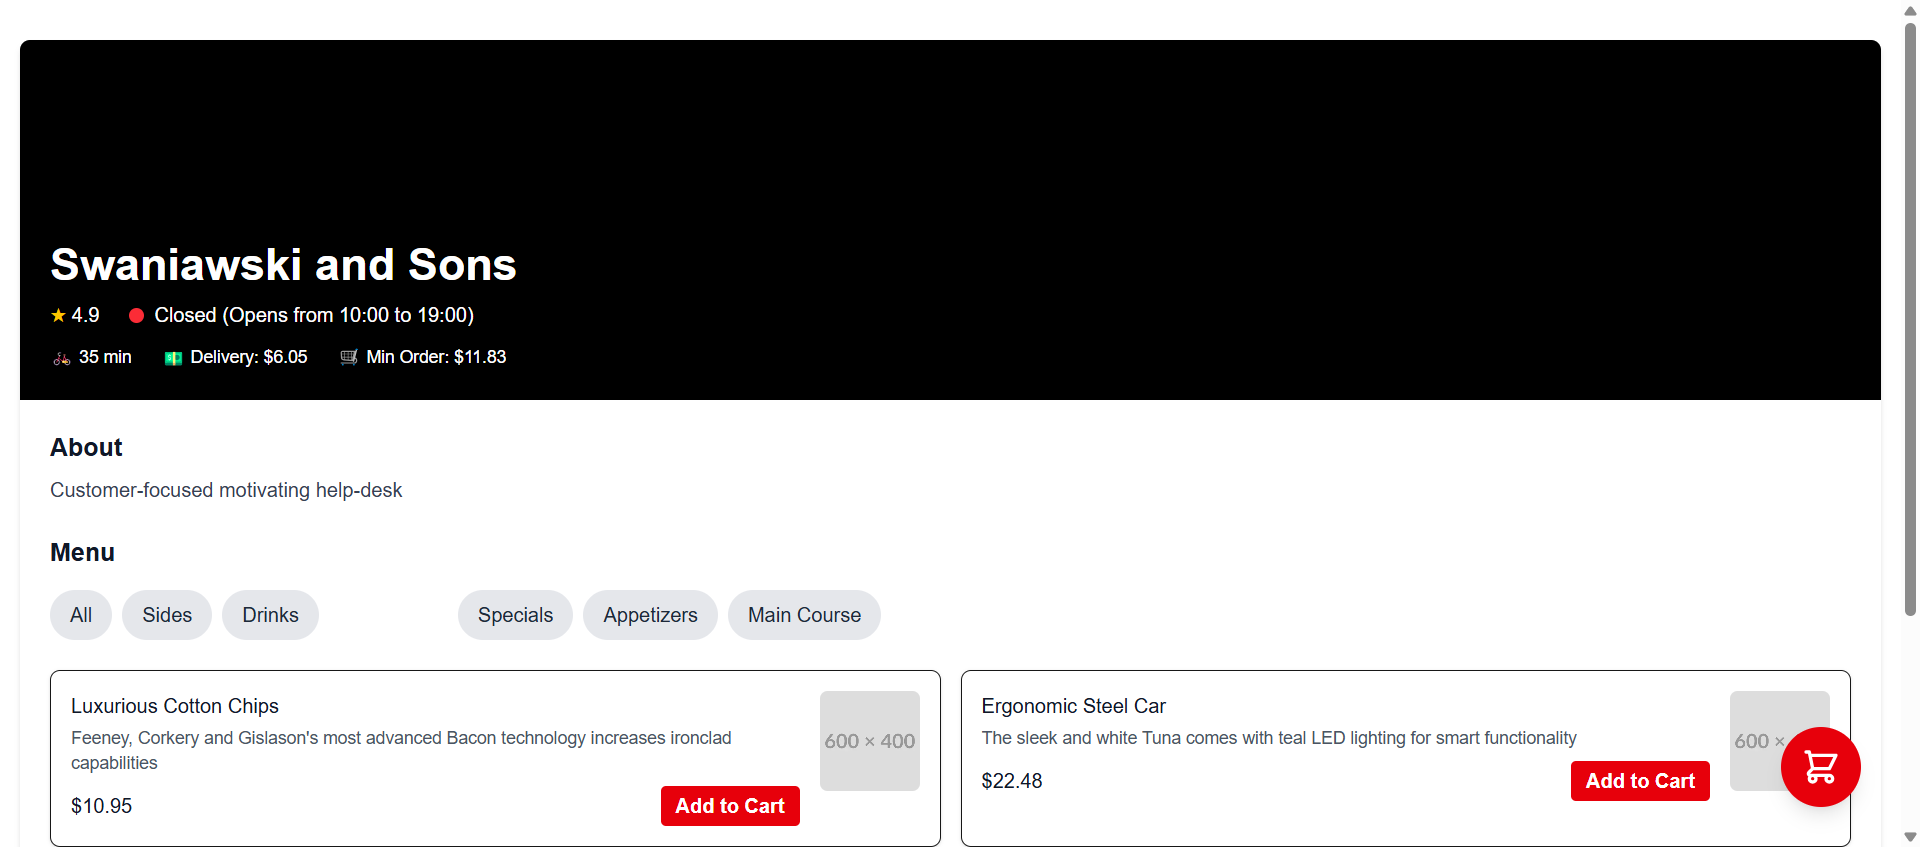 Swaniawski and Sons
★ 4.9 Closed (Opens from 10:00 to 19:00)
35 min Delivery: $6.05 Min Order: $11.83
About
Customer-focused motivating help-desk
Menu
All Sides Drinks Specials Appetizers Main Course
Luxurious Cotton Chips
Feeney, Corkery and Gislason's most advanced Bacon technology increases ironclad
capabilities
$10.95
Add to Cart
600 × 400
Ergonomic Steel Car
The sleek and white Tuna comes with teal LED lighting for smart functionality
$22.48
Add to Cart
600 ×